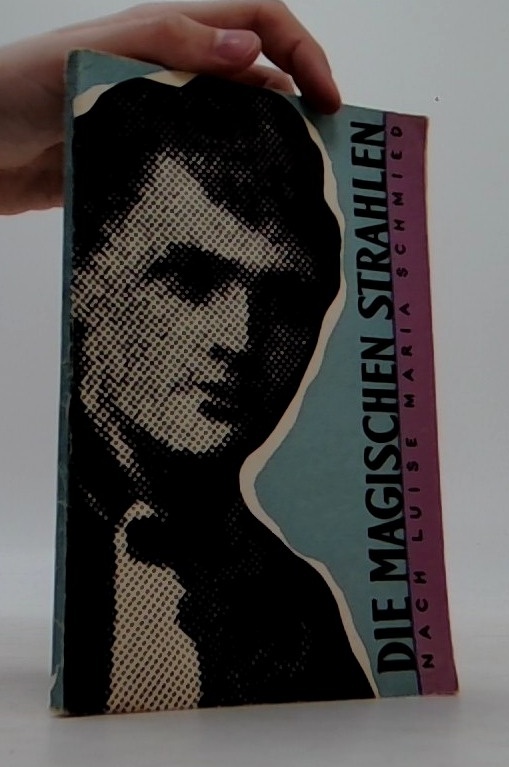 DIE MAGISCHEN STRAHLEN
NACH LUISE MARIA SCHMIED